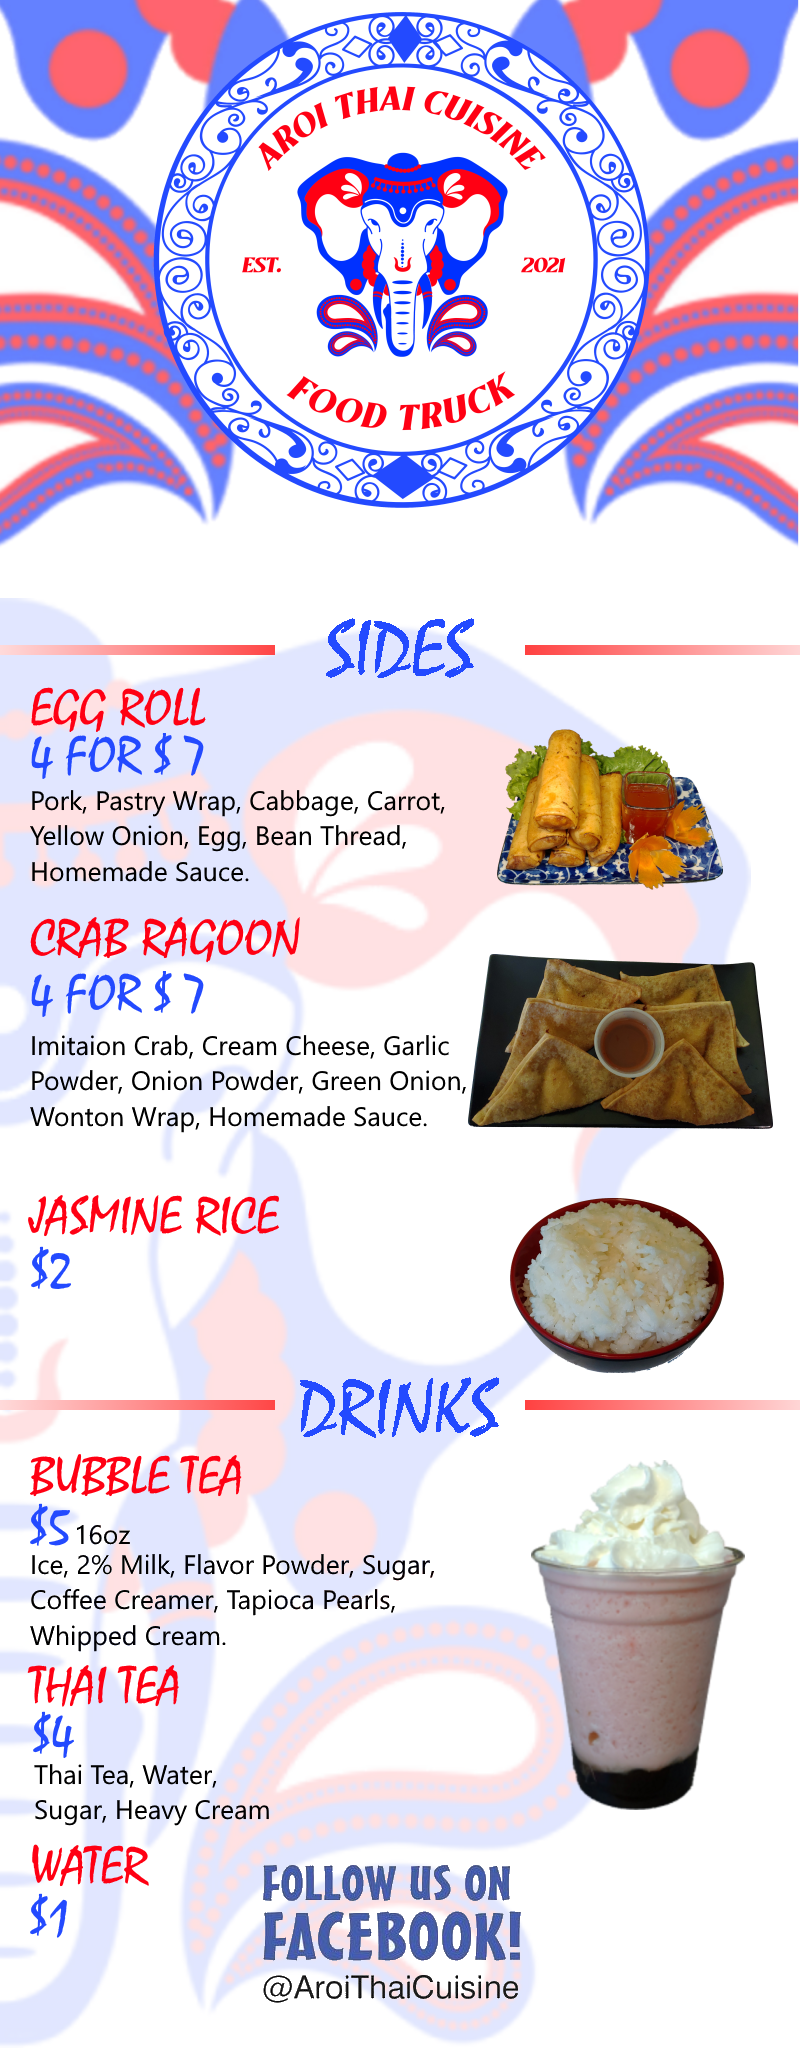 AROI THAI CUISINE
EST. 2021
FOOD TRUCK
SIDES
EGG ROLL
4 FOR $7
Pork, Pastry Wrap, Cabbage, Carrot,
Yellow Onion, Egg, Bean Thread,
Homemade Sauce.
CRAB RAGOON
4 FOR $7
Imitaion Crab, Cream Cheese, Garlic
Powder, Onion Powder, Green Onion,
Wonton Wrap, Homemade Sauce.
JASMINE RICE
$2
DRINKS
BUBBLE TEA
$5 16oz
Ice, 2% Milk, Flavor Powder, Sugar,
Coffee Creamer, Tapioca Pearls,
Whipped Cream.
THAI TEA
$4
Thai Tea, Water,
Sugar, Heavy Cream
WATER
$1
FOLLOW US ON
FACEBOOK!
@AroiThaiCuisine